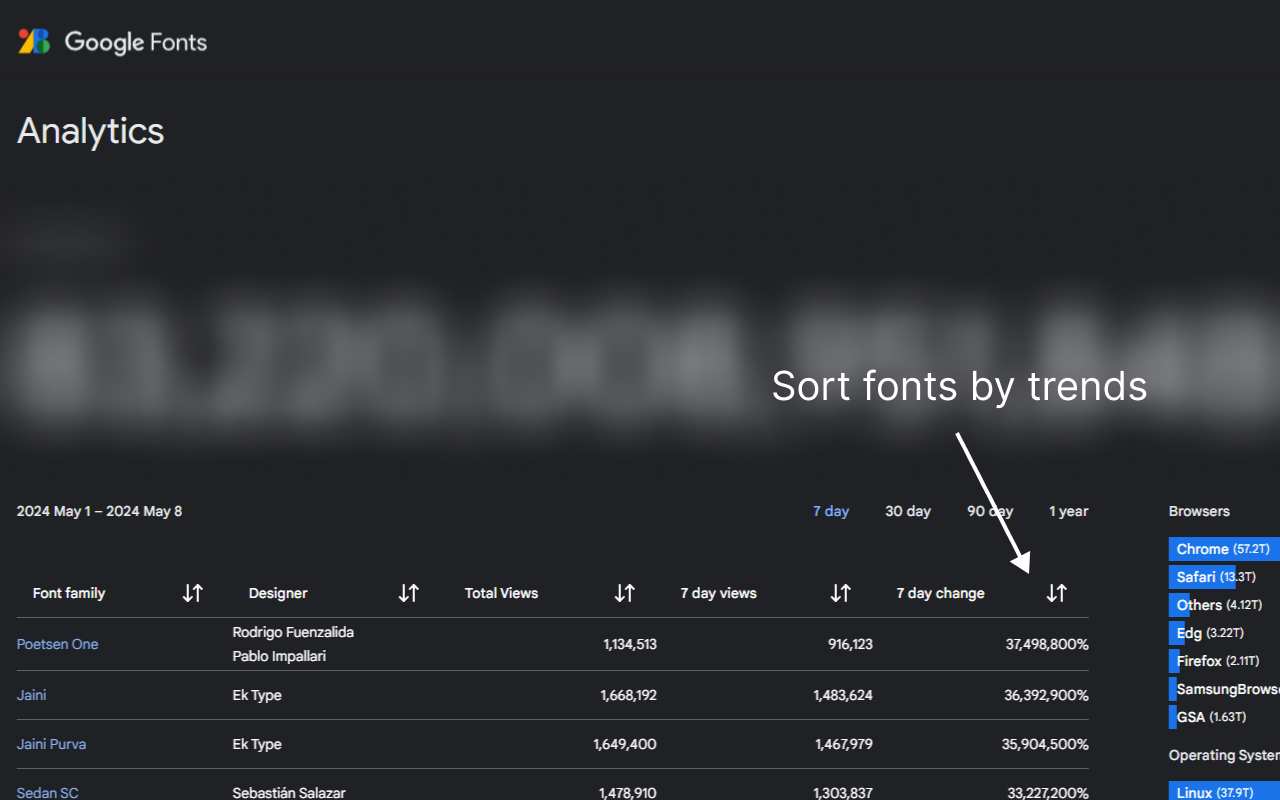 Google Fonts
Analytics
Sort fonts by trends
2024 May 1 – 2024 May 8
7 day 30 day 90 day 1 year
Font family Designer Total Views 7 day views 7 day change
Poetsen One Rodrigo Fuenzalida 1,134,513 916,123 37,498,800%
Pablo Impallari
Jaini Ek Type 1,668,192 1,483,624 36,392,900%
Jaini Purva Ek Type 1,649,400 1,467,979 35,904,500%
Sedan SC Sebastián Salazar 1,478,910 1,303,837 33,227,200%
Browsers
Chrome (57.2T)
Safari (13.3T)
Others (4.12T)
Edg (3.22T)
Firefox (2.11T)
SamsungBrows
GSA (1.63T)
Operating System
Linux (37.9T)